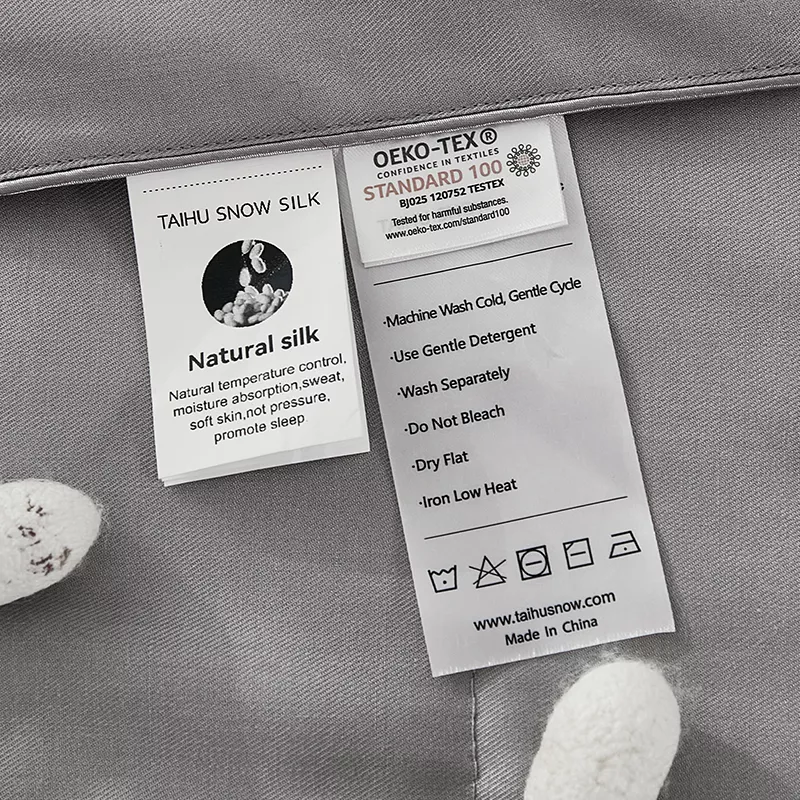 TAIHU SNOW SILK
Natural silk
Natural temperature control,
moisture absorption,sweat,
soft skin,not pressure,
promote sleep
OEKO-TEX®
CONFIDENCE IN TEXTILES
STANDARD 100
BJ025 120752 TESTEX
Tested for harmful substances.
www.oeko-tex.com/standard100
·Machine Wash Cold, Gentle Cycle
·Use Gentle Detergent
·Wash Separately
·Do Not Bleach
·Dry Flat
·Iron Low Heat
www.taihusnow.com
Made In China